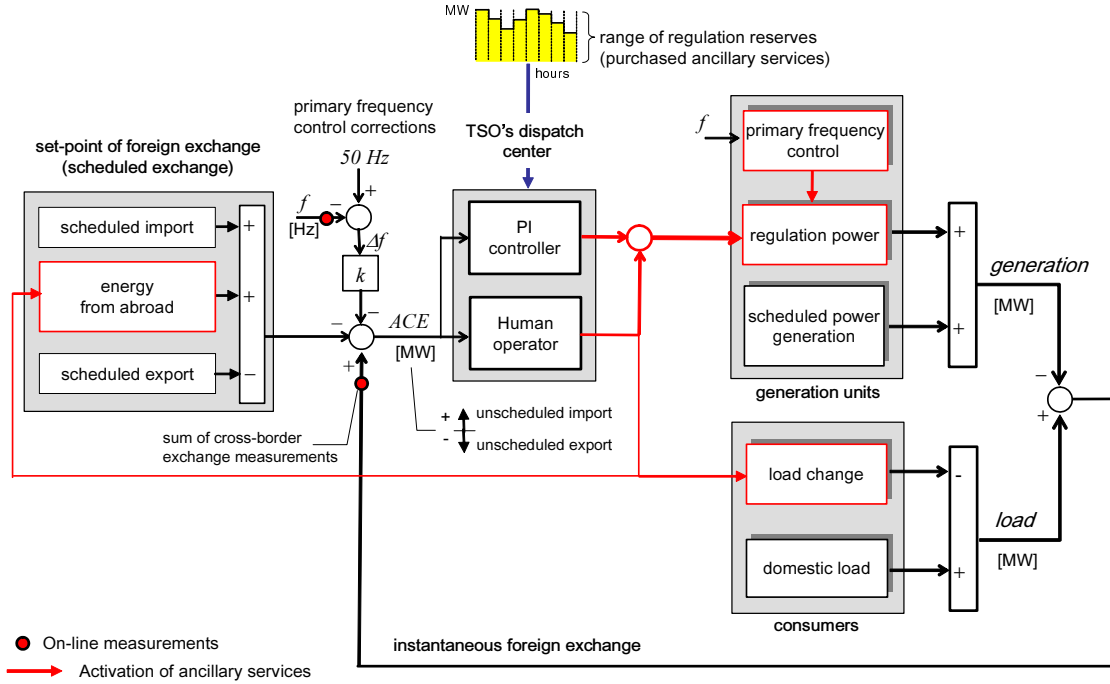 MW
hours
range of regulation reserves
(purchased ancillary services)
primary frequency
control corrections
TSO's dispatch
center
set-point of foreign exchange
(scheduled exchange)
50 Hz
+
f
[Hz]
−
Δf
k
−
scheduled import
+
energy
from abroad
+
scheduled export
−
−
+
ACE
[MW]
PI
controller
Human
operator
+ unscheduled import
- unscheduled export
sum of cross-border
exchange measurements
f
primary frequency
control
regulation power
+
scheduled power
generation
+
generation units
generation
[MW]
−
+
load change
-
domestic load
+
consumers
load
[MW]
instantaneous foreign exchange
On-line measurements
Activation of ancillary services